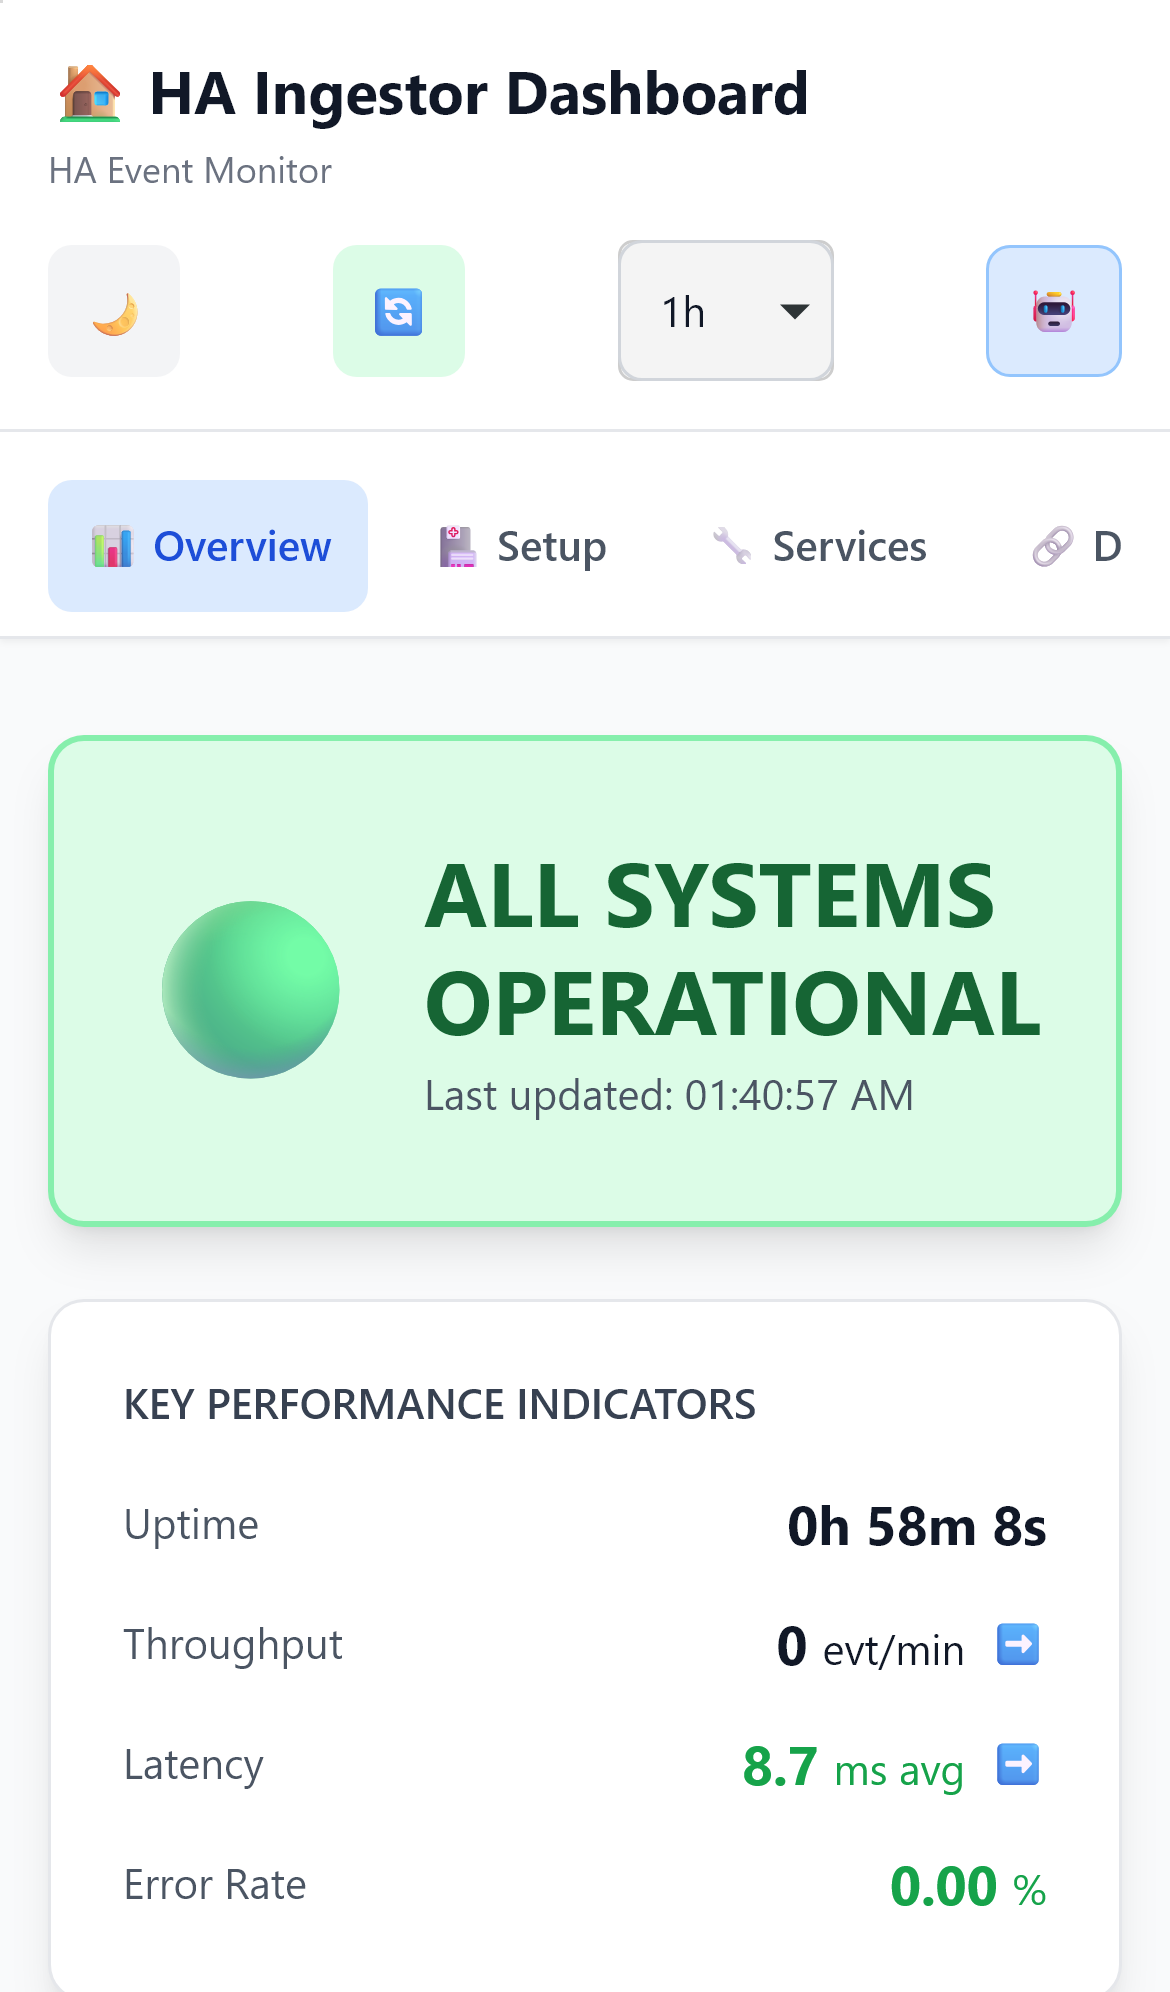 HA Ingestor Dashboard
HA Event Monitor
1h
Overview Setup Services D
ALL SYSTEMS
OPERATIONAL
Last updated: 01:40:57 AM
KEY PERFORMANCE INDICATORS
Uptime 0h 58m 8s
Throughput 0 evt/min
Latency 8.7 ms avg
Error Rate 0.00 %